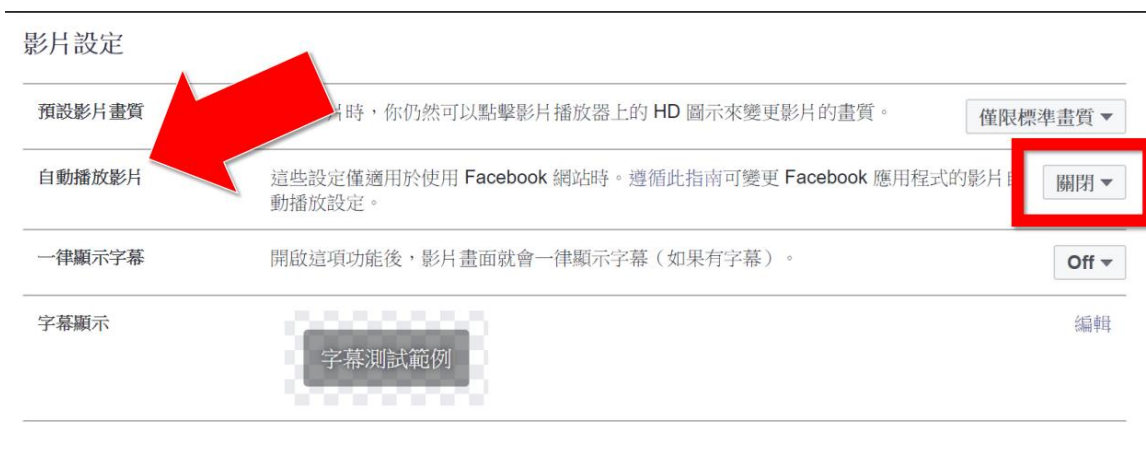 影片設定
預設影片畫質
時，你仍然可以點擊影片播放器上的 HD 圖示來變更影片的畫質。
僅限標準畫質
自動播放影片
這些設定僅適用於使用 Facebook 網站時。遵循此指南可變更 Facebook 應用程式的影片
動播放設定。
關閉
一律顯示字幕
開啟這項功能後，影片畫面就會一律顯示字幕（如果有字幕）。
Off
字幕顯示
字幕測試範例
編輯